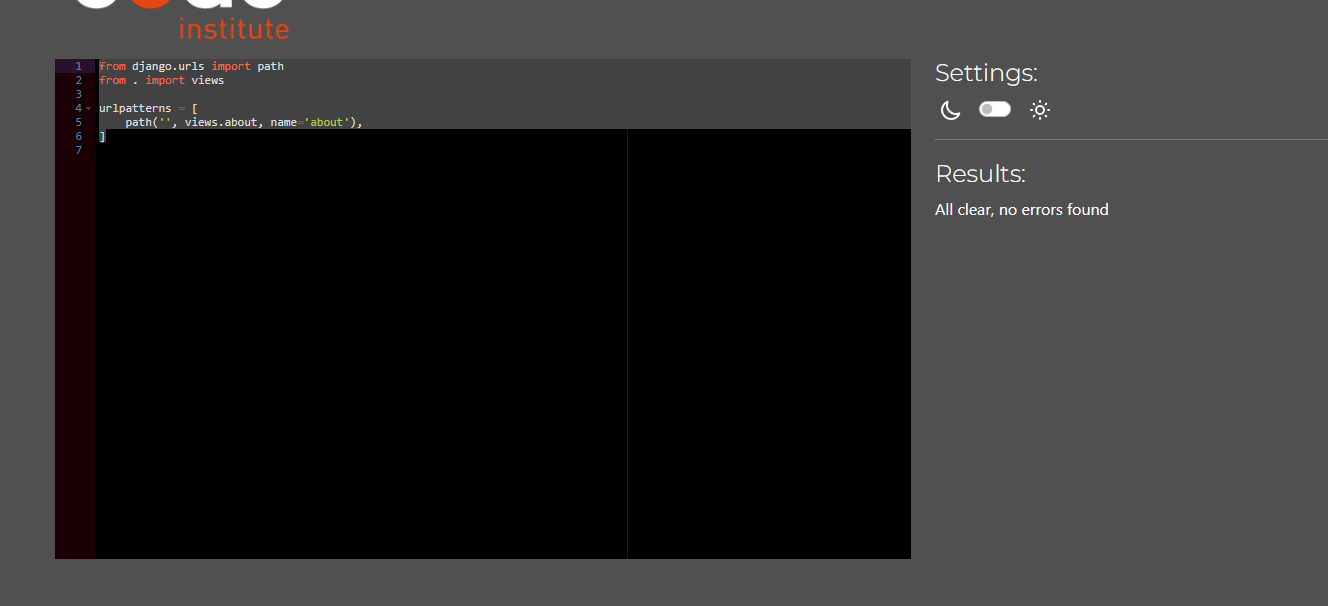 institute
1 from django.urls import path
2 from . import views
3
4 urlpatterns = [
5     path('', views.about, name='about'),
6 ]
7
Settings:
Results:
All clear, no errors found